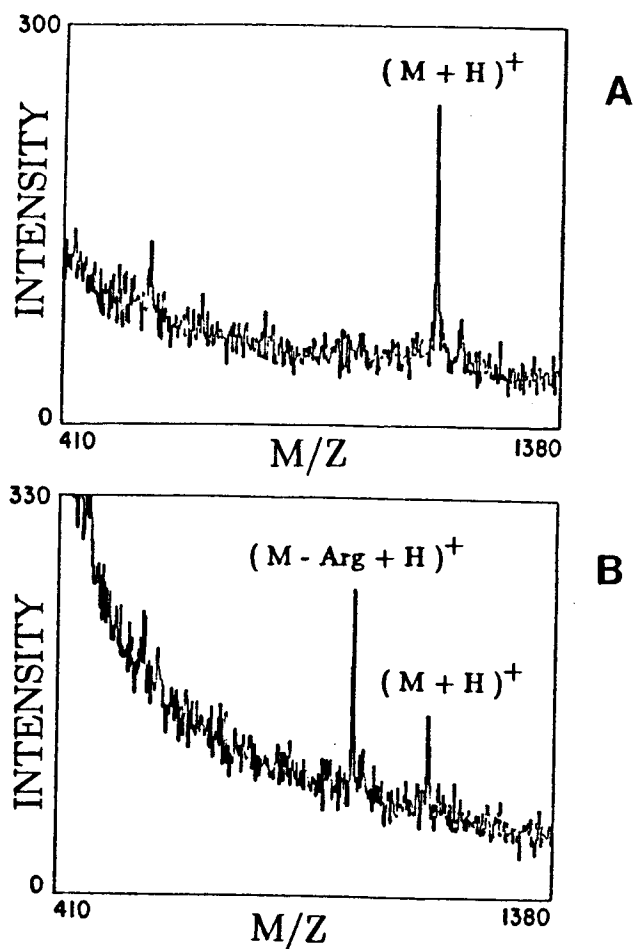 300
( M + H )+
A
INTENSITY
0
410
M/Z
1380
330
( M - Arg + H )+
B
( M + H )+
INTENSITY
0
410
M/Z
1380